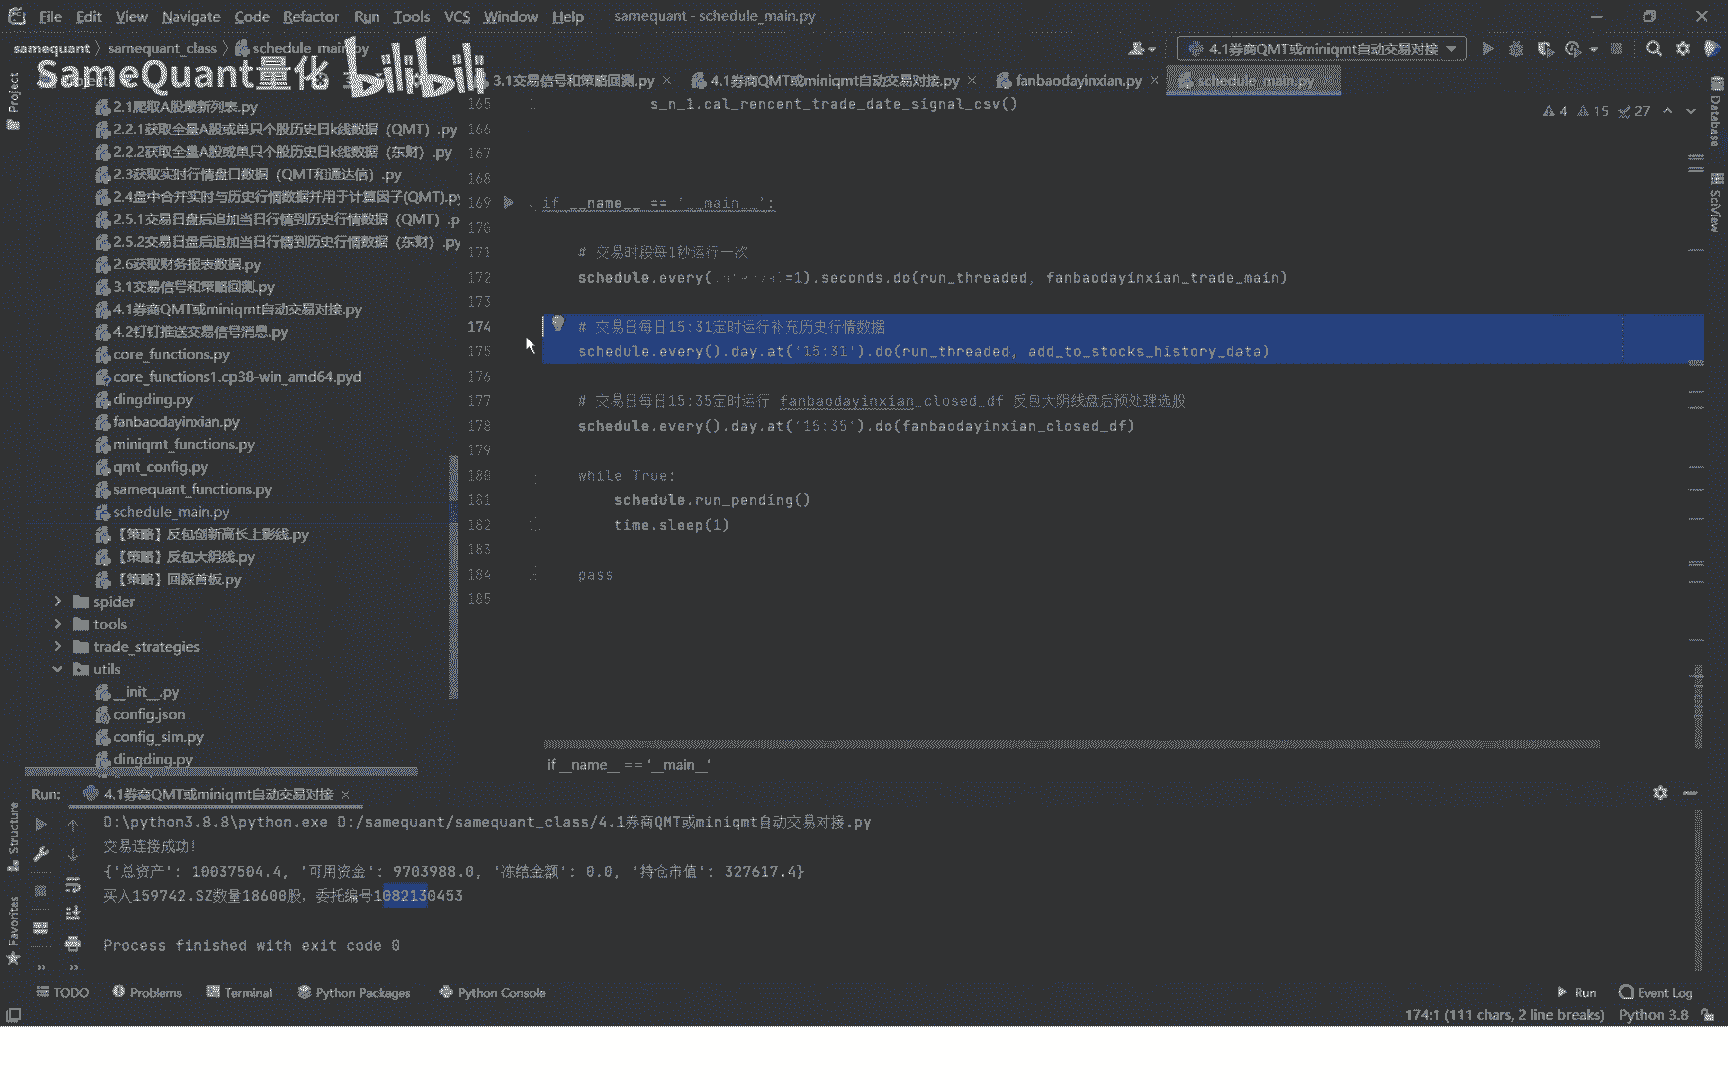 File Edit View Navigate Code Refactor Run Tools VCS Window Help samequant - schedule_main.py
samequant samequant_class schedule_main.py
4.1券商QMT或miniqmt自动交易对接
SameQuant量化 bilibili
3.1交易信号和策略回测.py
4.1券商QMT或miniqmt自动交易对接.py
fanbaodayinxian.py
schedule_main.py
Project
2.1爬取A股最新列表.py
2.2.1获取全量A股或单只个股历史日k线数据（QMT）.py
2.2.2获取全量A股或单只个股历史日k线数据（东财）.py
2.3获取实时行情盘口数据（QMT和通达信）.py
2.4盘中合并实时与历史行情数据并用于计算因子(QMT).py
2.5.1交易日盘后追加当日行情到历史行情数据（QMT）.p
2.5.2交易日盘后追加当日行情到历史行情数据（东财）.py
2.6获取财务报表数据.py
3.1交易信号和策略回测.py
4.1券商QMT或miniqmt自动交易对接.py
4.2钉钉推送交易信号消息.py
core_functions.py
core_functions1.cp38-win_amd64.pyd
dingding.py
fanbaodayinxian.py
miniqmt_functions.py
qmt_config.py
samequant_functions.py
schedule_main.py
【策略】反包创新高长上影线.py
【策略】反包大阴线.py
【策略】回踩首板.py
spider
tools
trade_strategies
utils
__init__.py
config.json
config_sim.py
dingding.py
4 15 27
Database
SciView
165 s_n_1.cal_rencent_trade_date_signal_csv()
166
167
168
169 if __name__ == '__main__':
170
171 # 交易时段每1秒运行一次
172 schedule.every(interval=1).seconds.do(run_threaded, fanbaodayinxian_trade_main)
173
174 # 交易日每日15:31定时运行补充历史行情数据
175 schedule.every().day.at('15:31').do(run_threaded, add_to_stocks_history_data)
176
177 # 交易日每日15:35定时运行 fanbaodayinxian_closed_df 反包大阴线盘后预处理选股
178 schedule.every().day.at('15:35').do(fanbaodayinxian_closed_df)
179
180 while True:
181 schedule.run_pending()
182 time.sleep(1)
183
184 pass
185
if __name__ == '__main__'
Run: 4.1券商QMT或miniqmt自动交易对接
D:\python3.8.8\python.exe D:/samequant/samequant_class/4.1券商QMT或miniqmt自动交易对接.py
交易连接成功!
{'总资产': 10037504.4, '可用资金': 9703988.0, '冻结金额': 0.0, '持仓市值': 327617.4}
买入159742.SZ数量18600股，委托编号1082130453
Process finished with exit code 0
Structure
Favorites
TODO Problems Terminal Python Packages Python Console Run Event Log
174:1 (111 chars, 2 line breaks) Python 3.8